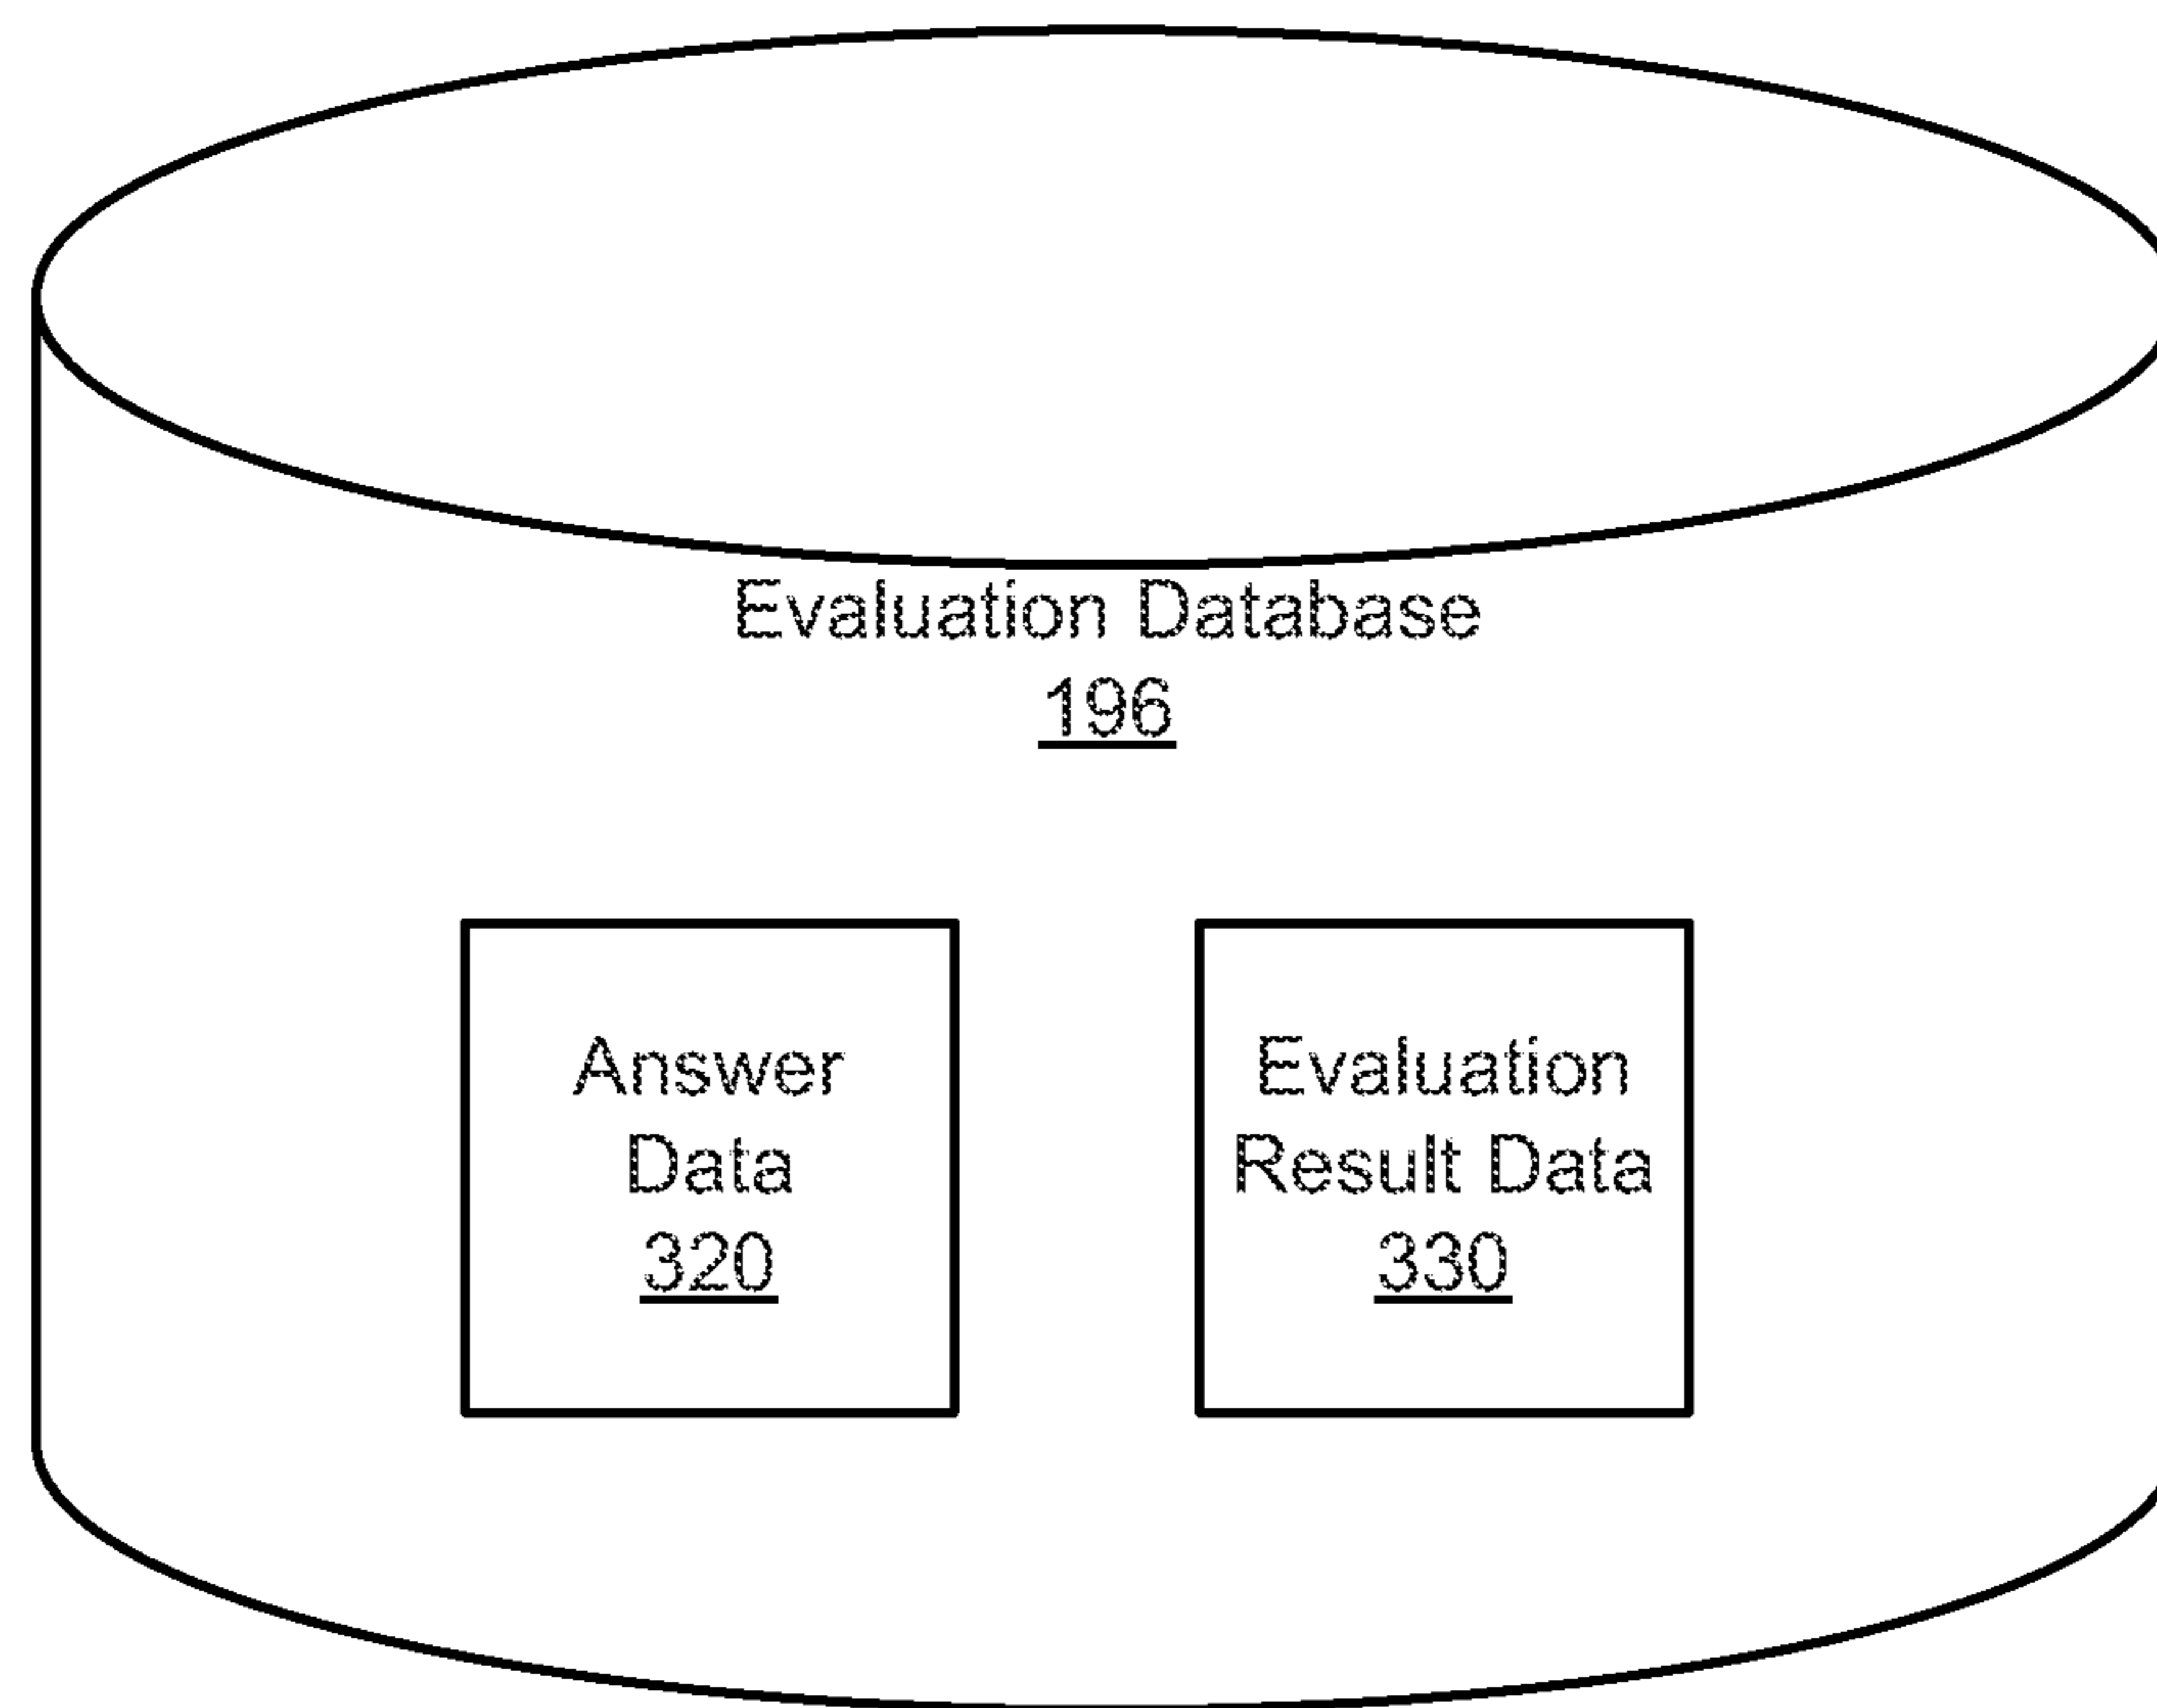 Evaluation Database
196
Answer
Data
320
Evaluation
Result Data
330